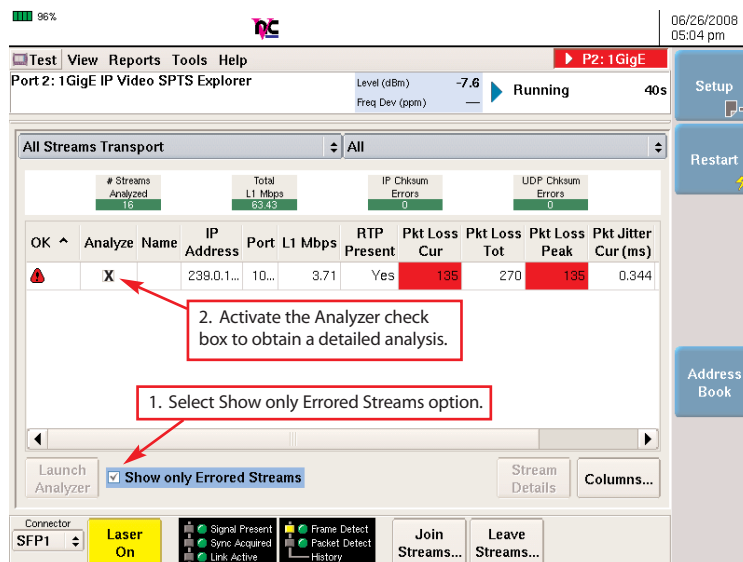 96%
06/26/2008
05:04 pm
Test View Reports Tools Help
P2: 1GigE
Port 2: 1GigE IP Video SPTS Explorer
Level (dBm) -7.6
Freq Dev (ppm) —
Running 40s
Setup
Restart
All Streams Transport
All
# Streams Analyzed
16
Total L1 Mbps
63.43
IP Chksum Errors
0
UDP Chksum Errors
0
OK Analyze Name IP Address Port L1 Mbps RTP Present Pkt Loss Cur Pkt Loss Tot Pkt Loss Peak Pkt Jitter Cur (ms)
X 239.0.1... 10... 3.71 Yes 135 270 135 0.344
2. Activate the Analyzer check
box to obtain a detailed analysis.
1. Select Show only Errored Streams option.
Address
Book
Launch
Analyzer
Show only Errored Streams
Stream
Details
Columns...
Connector
SFP1
Laser
On
Signal Present
Sync Acquired
Link Active
Frame Detect
Packet Detect
History
Join
Streams...
Leave
Streams...